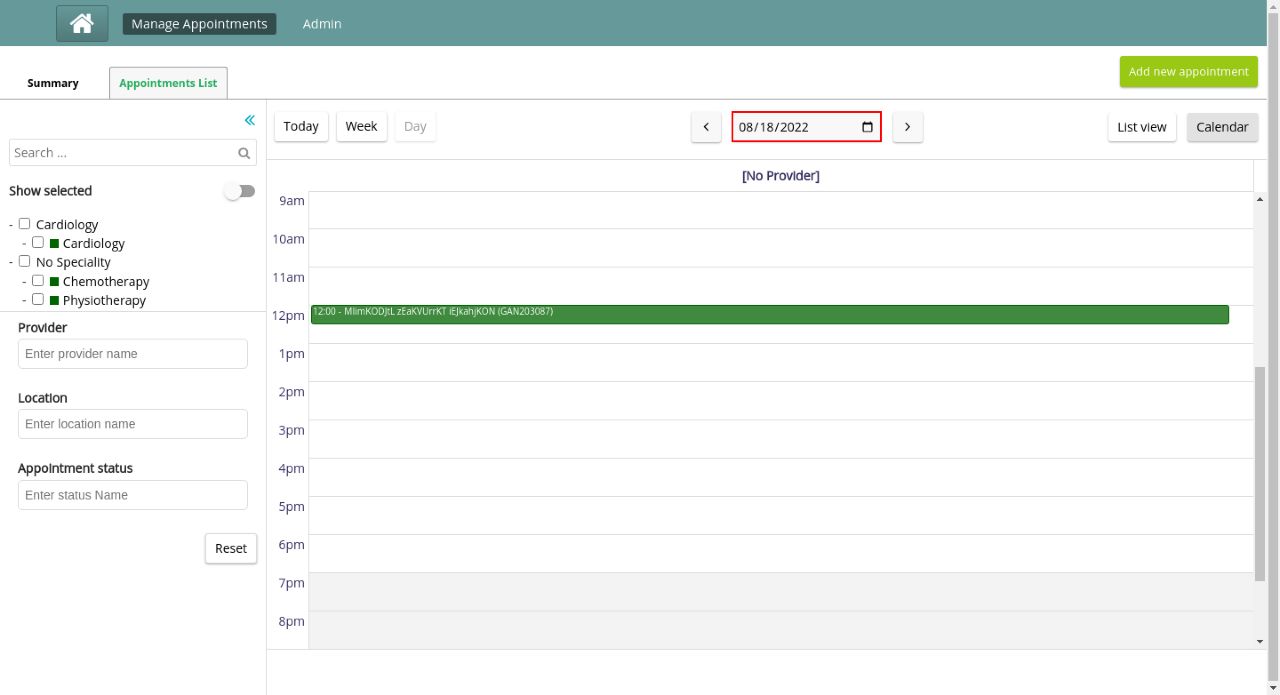 Manage Appointments Admin
Summary Appointments List Add new appointment
Today Week Day 08/18/2022 List view Calendar
Search ...
Show selected
- Cardiology
- Cardiology
- No Speciality
- Chemotherapy
- Physiotherapy
Provider
Enter provider name
Location
Enter location name
Appointment status
Enter status Name
Reset
[No Provider]
9am
10am
11am
12pm 12:00 - MlimKODJtL zEaKVUrrKT iEJkahjKON (GAN203087)
1pm
2pm
3pm
4pm
5pm
6pm
7pm
8pm